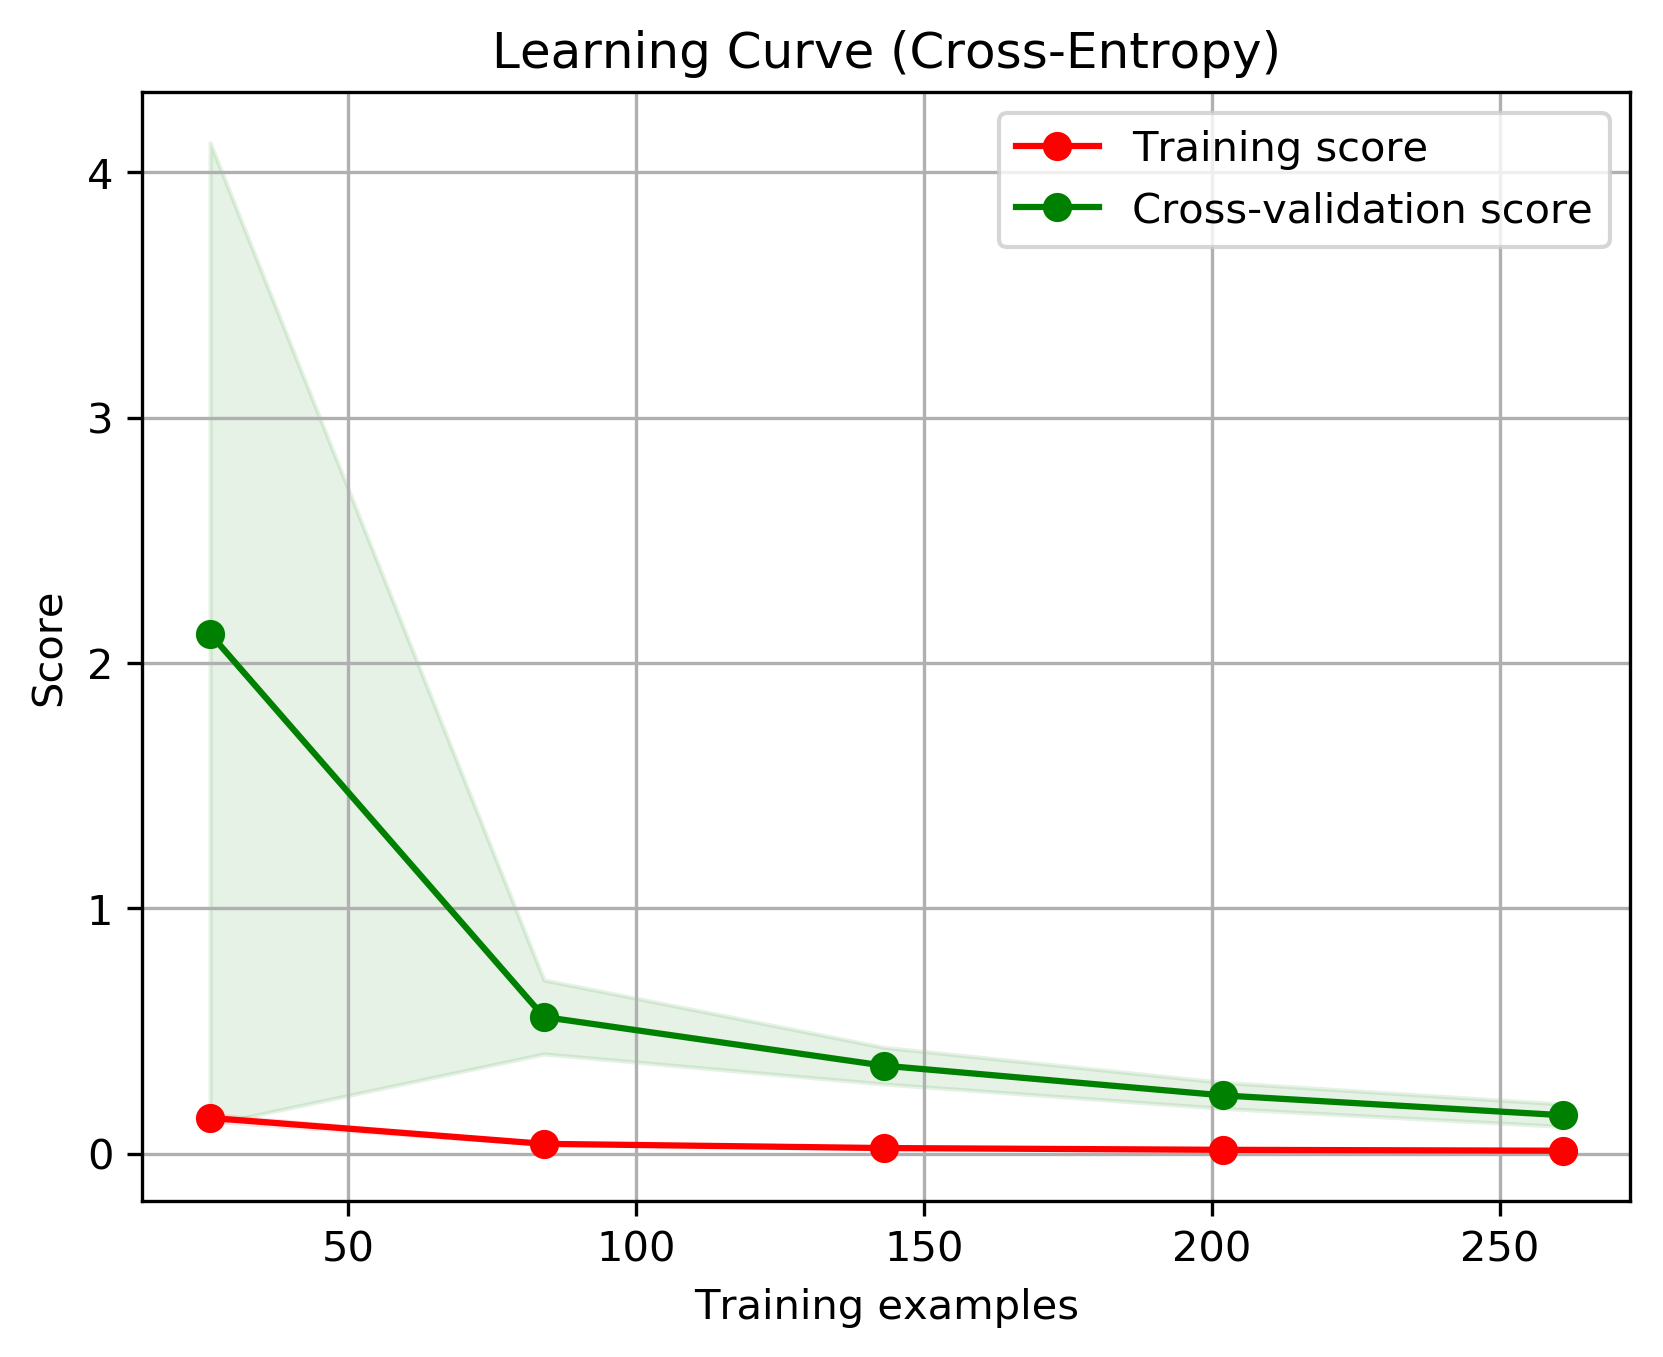 Learning Curve (Cross-Entropy)
Training score
Cross-validation score
4
3
2
1
0
Score
50 100 150 200 250
Training examples